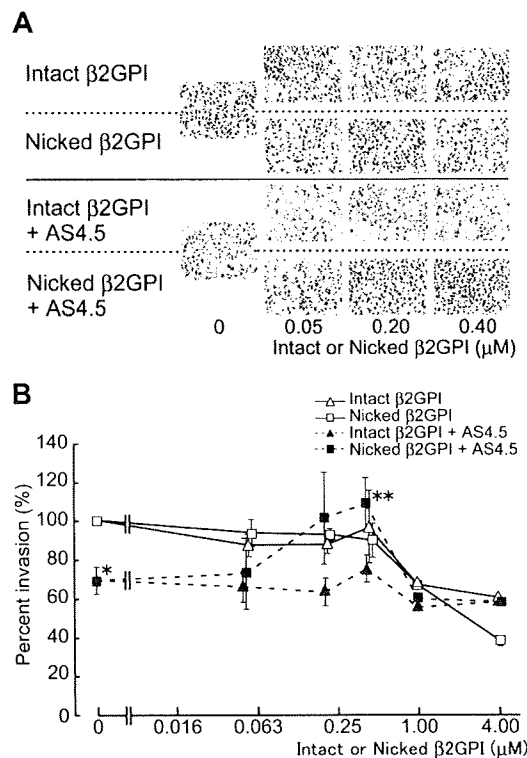 A
Intact β2GPI
Nicked β2GPI
Intact β2GPI
+ AS4.5
Nicked β2GPI
+ AS4.5
0 0.05 0.20 0.40
Intact or Nicked β2GPI (μM)
B
Intact β2GPI
Nicked β2GPI
Intact β2GPI + AS4.5
Nicked β2GPI + AS4.5
Percent invasion (%)
140
120
100
80
60
40
20
0
*
**
0 0.016 0.063 0.25 1.00 4.00
Intact or Nicked β2GPI (μM)